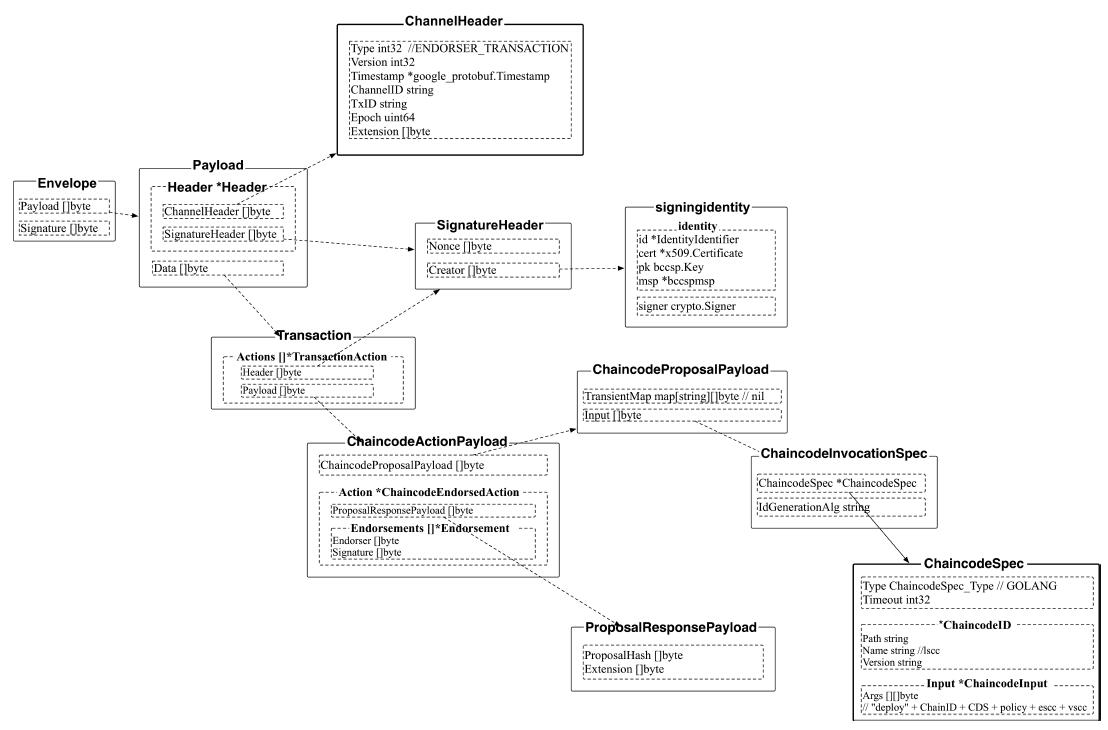 ChannelHeader
Type int32 //ENDORSER_TRANSACTION
Version int32
Timestamp *google_protobuf.Timestamp
ChannelID string
TxID string
Epoch uint64
Extension []byte
Envelope
Payload []byte
Signature []byte
Payload
Header *Header
ChannelHeader []byte
SignatureHeader []byte
Data []byte
SignatureHeader
Nonce []byte
Creator []byte
signingidentity
identity
id *IdentityIdentifier
cert *x509.Certificate
pk bccsp.Key
msp *bccspmsp
signer crypto.Signer
Transaction
Actions []*TransactionAction
Header []byte
Payload []byte
ChaincodeProposalPayload
TransientMap map[string][]byte // nil
Input []byte
ChaincodeActionPayload
ChaincodeProposalPayload []byte
Action *ChaincodeEndorsedAction
ProposalResponsePayload []byte
Endorsements []*Endorsement
Endorser []byte
Signature []byte
ChaincodeInvocationSpec
ChaincodeSpec *ChaincodeSpec
IdGenerationAlg string
ProposalResponsePayload
ProposalHash []byte
Extension []byte
ChaincodeSpec
Type ChaincodeSpec_Type // GOLANG
Timeout int32
*ChaincodeID
Path string
Name string //lscc
Version string
Input *ChaincodeInput
Args [][]byte
// "deploy" + ChainID + CDS + policy + escc + vscc